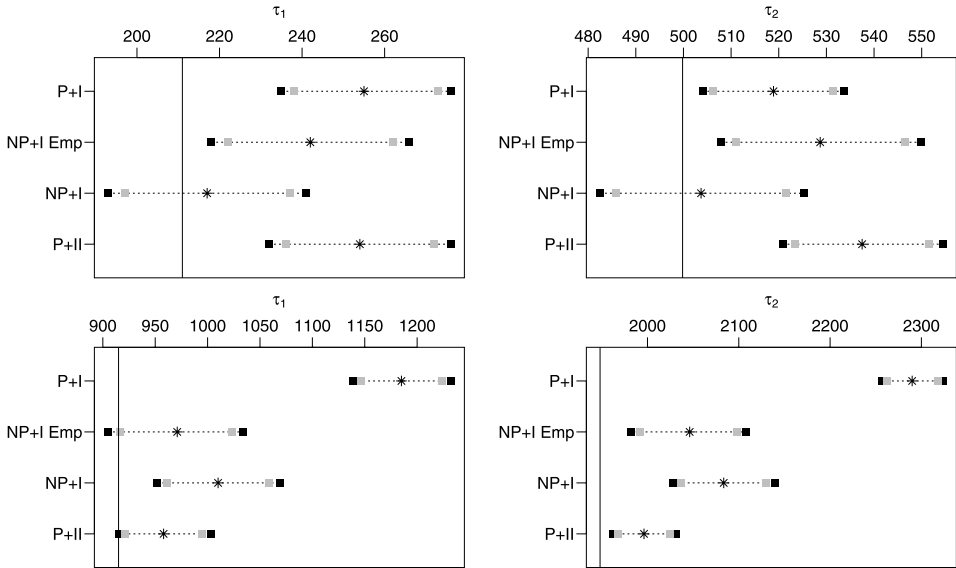 τ1
200 220 240 260
P+I
NP+I Emp
NP+I
P+II
τ2
480 490 500 510 520 530 540 550
P+I
NP+I Emp
NP+I
P+II
τ1
900 950 1000 1050 1100 1150 1200
P+I
NP+I Emp
NP+I
P+II
τ2
2000 2100 2200 2300
P+I
NP+I Emp
NP+I
P+II